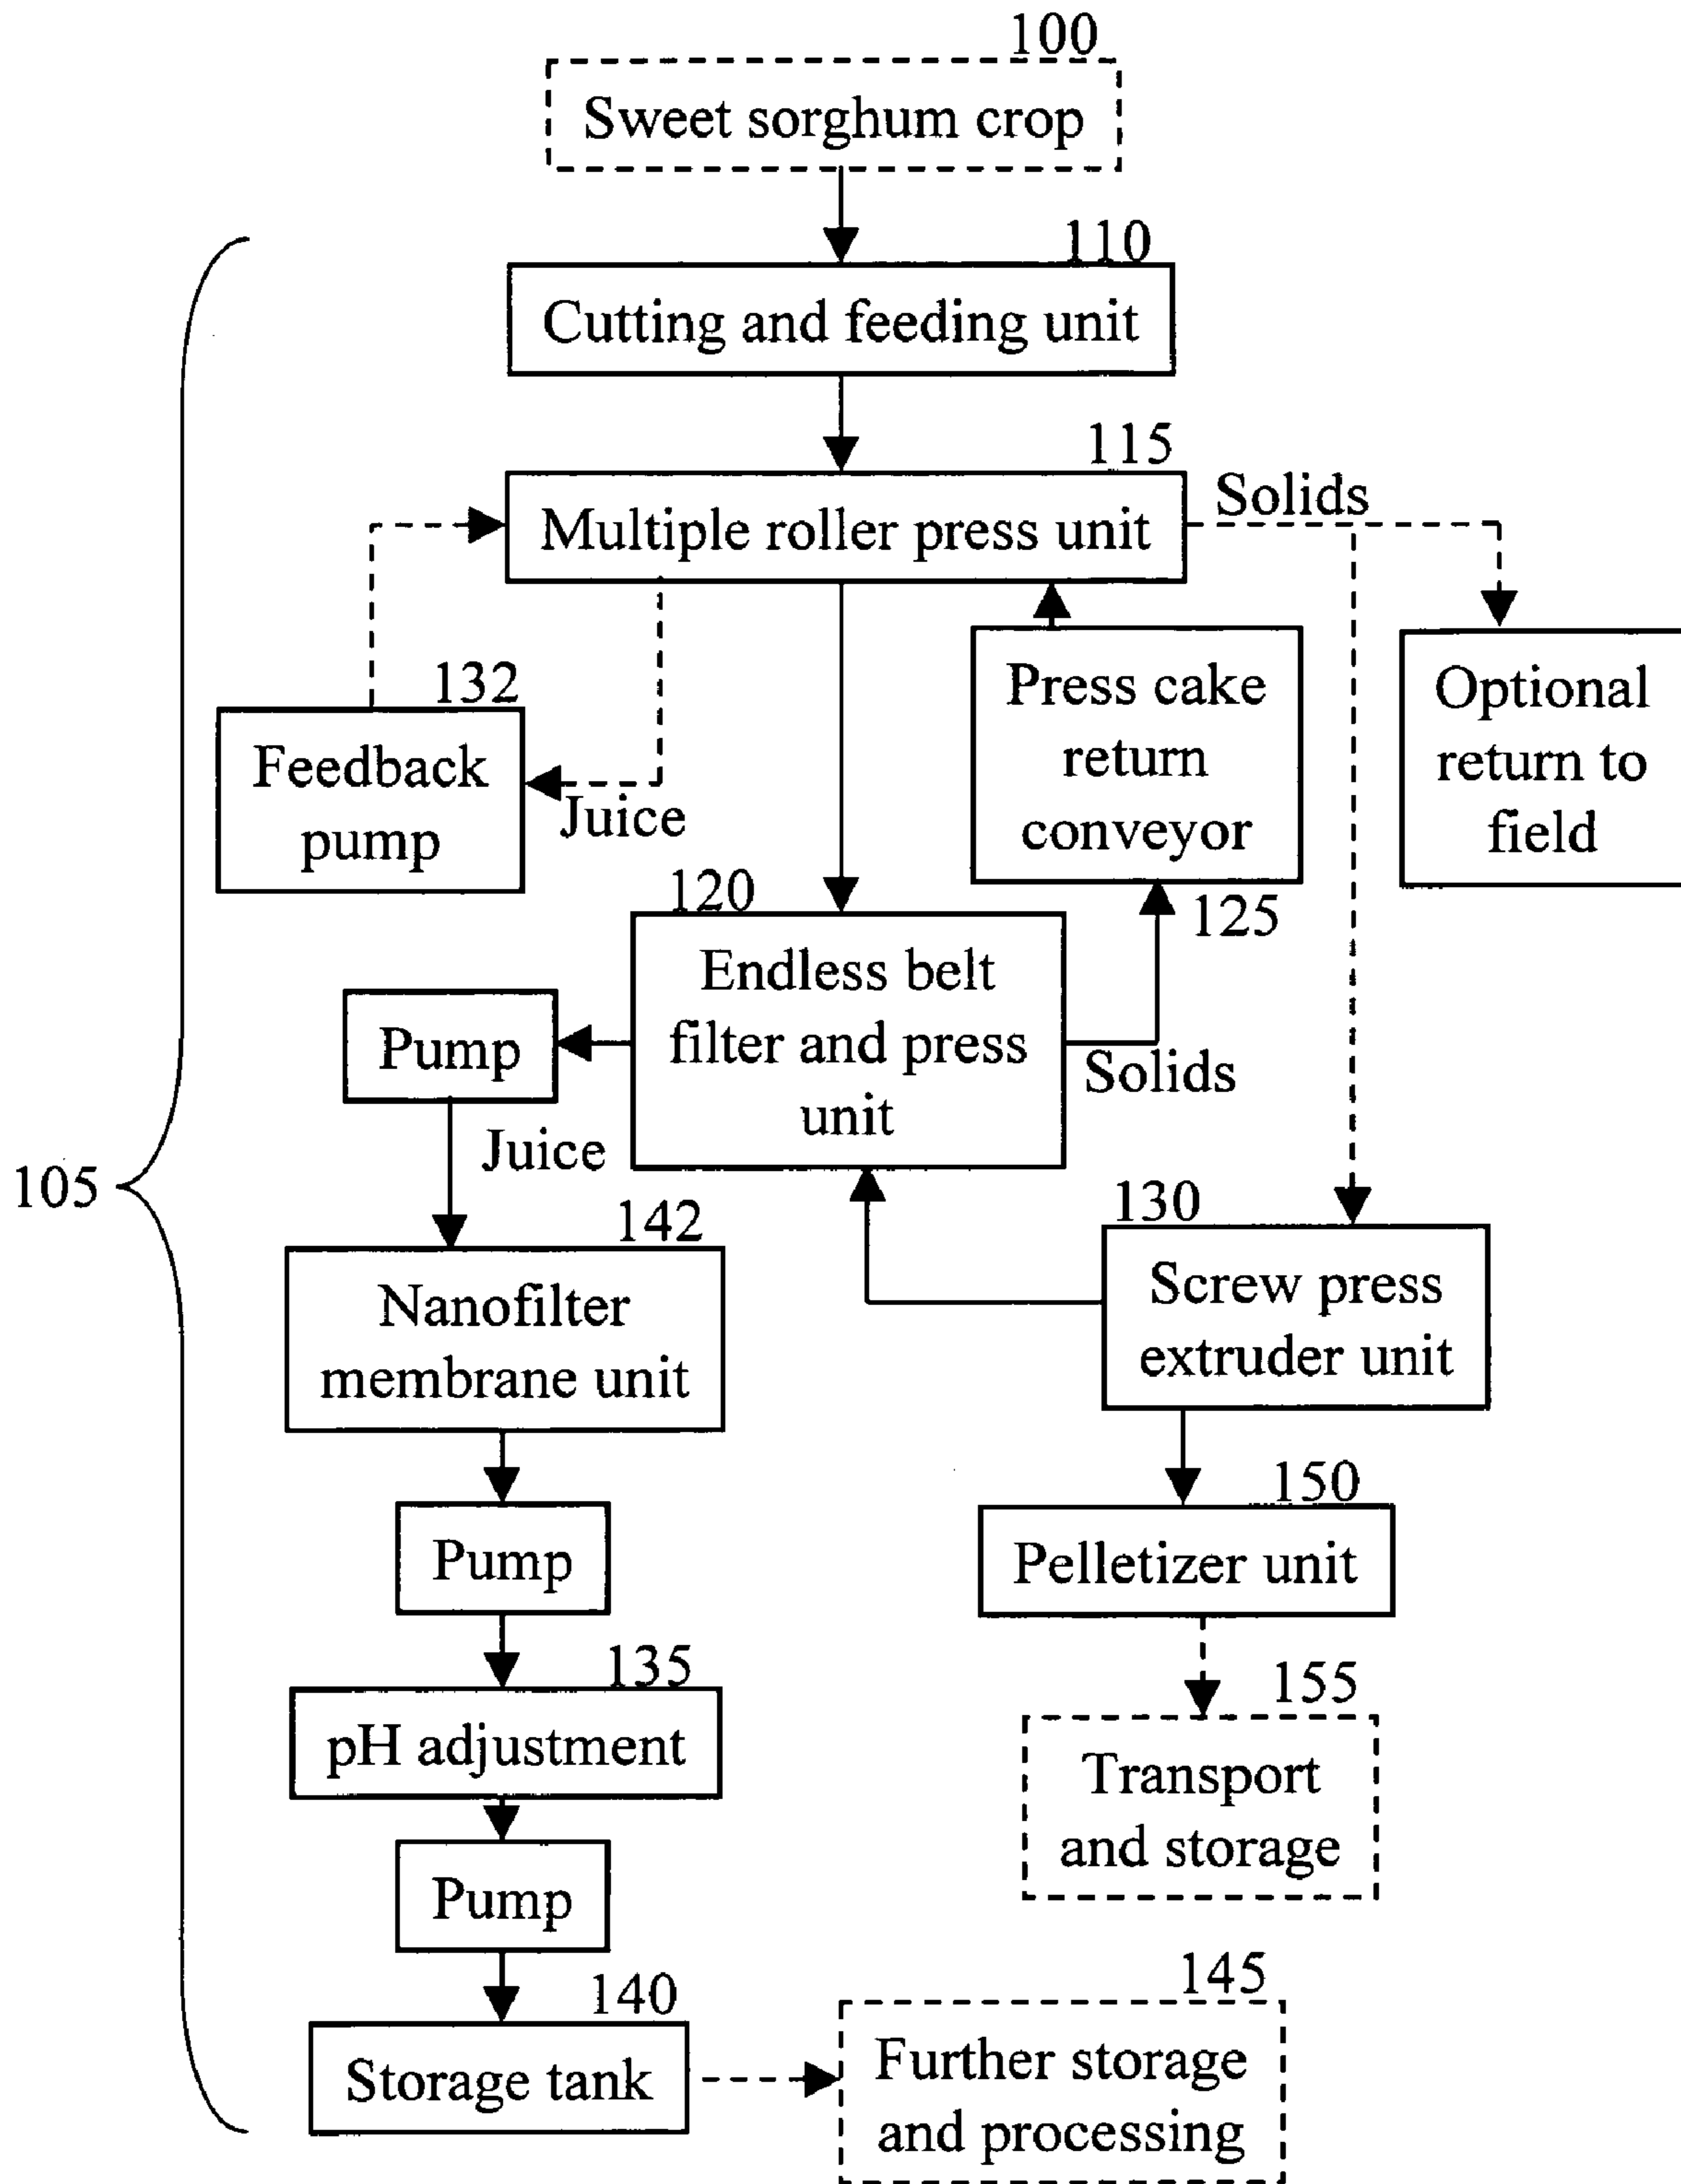 100
Sweet sorghum crop
110
Cutting and feeding unit
115
Multiple roller press unit
Solids
132
Feedback
pump
Juice
Press cake
return
conveyor
125
Optional
return to
field
120
Endless belt
filter and press
unit
Solids
Pump
Juice
105
142
Nanofilter
membrane unit
130
Screw press
extruder unit
Pump
150
Pelletizer unit
135
pH adjustment
155
Transport
and storage
Pump
140
Storage tank
145
Further storage
and processing